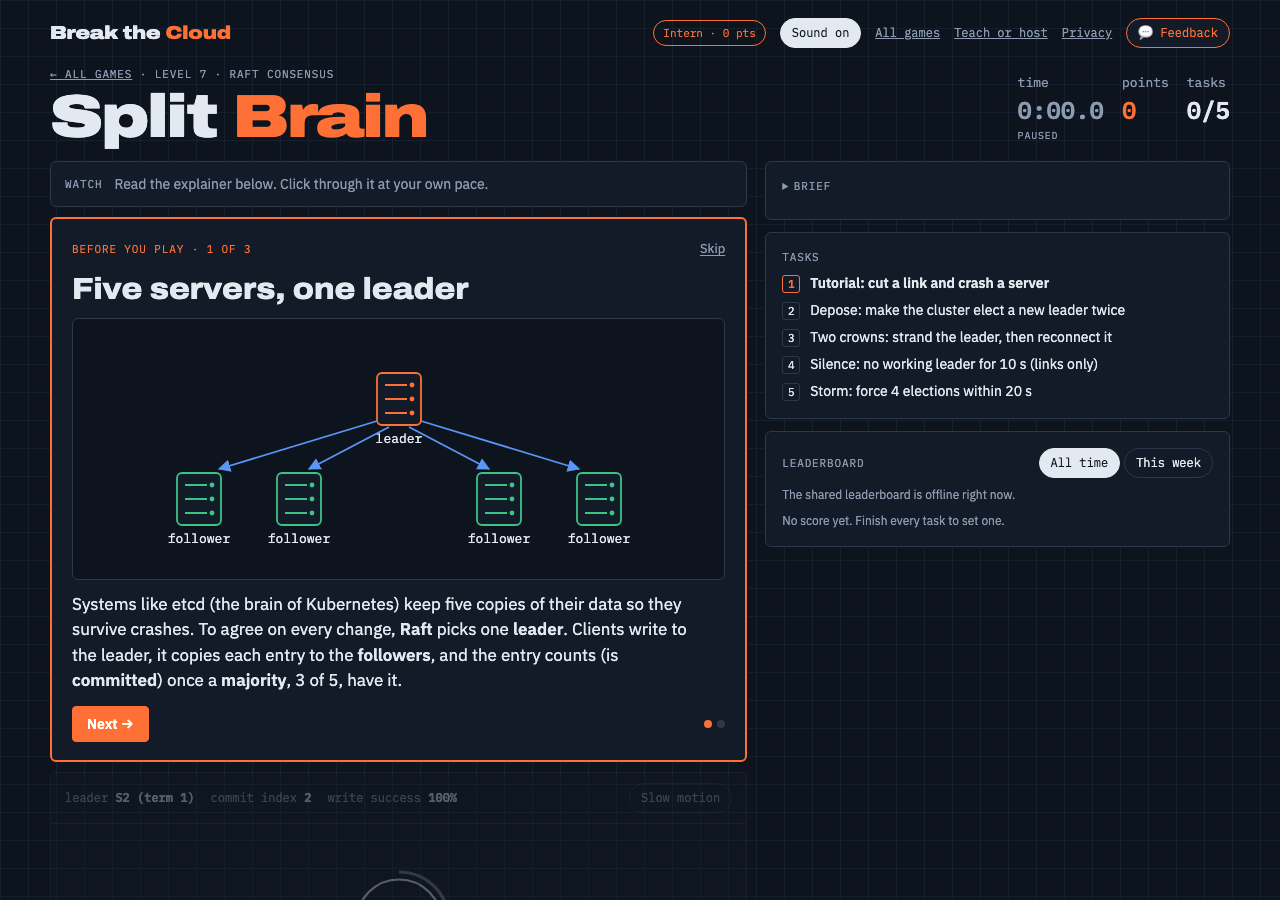 Break the Cloud
Intern · 0 pts
Sound on
All games
Teach or host
Privacy
💬 Feedback
← ALL GAMES · LEVEL 7 · RAFT CONSENSUS
Split Brain
time
0:00.0
PAUSED
points
0
tasks
0/5
WATCH Read the explainer below. Click through it at your own pace.
BEFORE YOU PLAY · 1 OF 3
Skip
Five servers, one leader
leader
follower
follower
follower
follower
Systems like etcd (the brain of Kubernetes) keep five copies of their data so they
survive crashes. To agree on every change, Raft picks one leader. Clients write to
the leader, it copies each entry to the followers, and the entry counts (is
committed) once a majority, 3 of 5, have it.
Next →
leader S2 (term 1) commit index 2 write success 100%
Slow motion
▶ BRIEF
TASKS
1 Tutorial: cut a link and crash a server
2 Depose: make the cluster elect a new leader twice
3 Two crowns: strand the leader, then reconnect it
4 Silence: no working leader for 10 s (links only)
5 Storm: force 4 elections within 20 s
LEADERBOARD
All time
This week
The shared leaderboard is offline right now.
No score yet. Finish every task to set one.